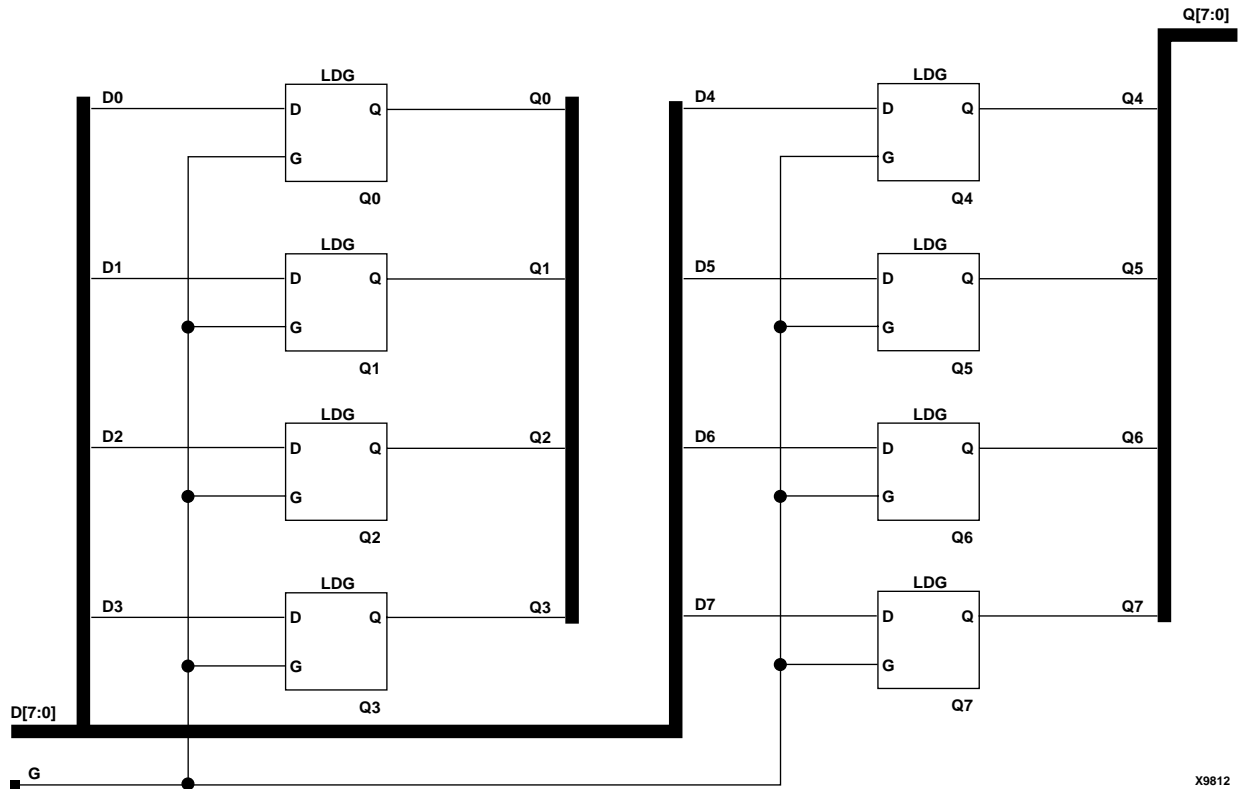 Q[7:0]
LDG
D0 D Q Q0
G
Q0
LDG
D4 D Q Q4
G
Q4
LDG
D1 D Q Q1
G
Q1
LDG
D5 D Q Q5
G
Q5
LDG
D2 D Q Q2
G
Q2
LDG
D6 D Q Q6
G
Q6
LDG
D3 D Q Q3
G
Q3
LDG
D7 D Q Q7
G
Q7
D[7:0]
G
X9812